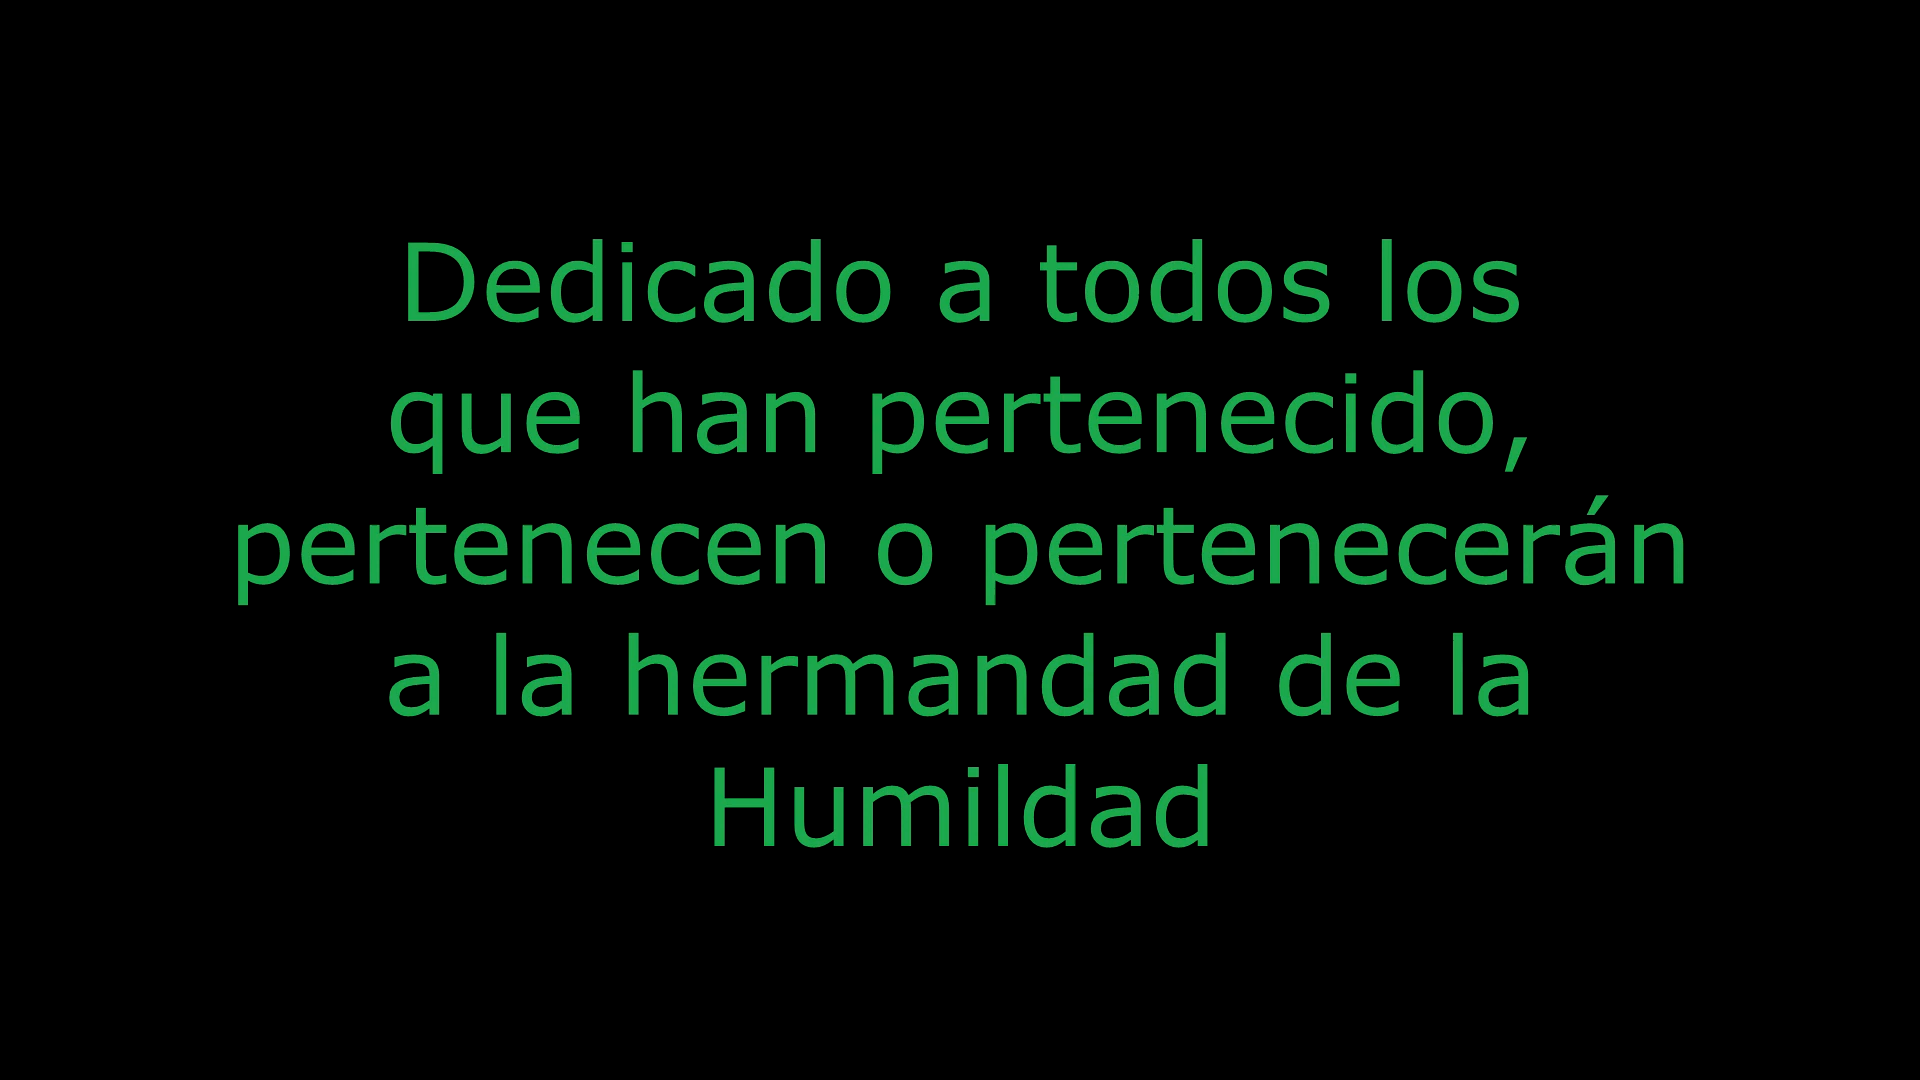 Dedicado a todos los
que han pertenecido,
pertenecen o pertenecerán
a la hermandad de la
Humildad